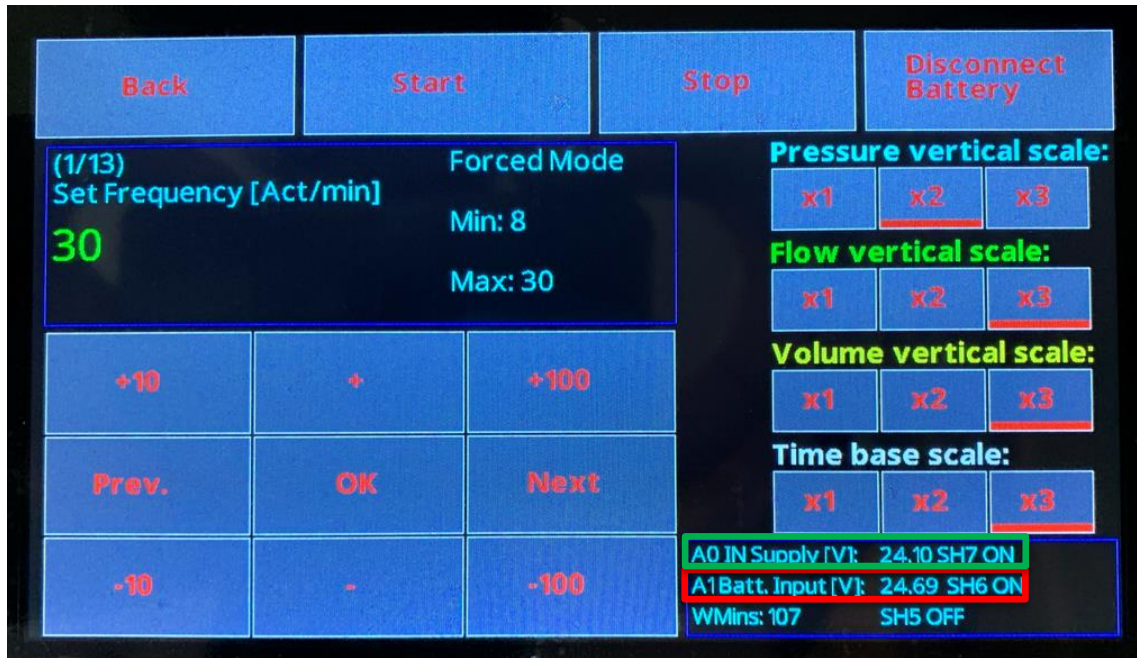 Back
Start
Stop
Disconnect
Battery
(1/13)
Forced Mode
Set Frequency [Act/min]
30
Min: 8
Max: 30
+10
+
+100
Prev.
OK
Next
-10
-
-100
Pressure vertical scale:
x1 x2 x3
Flow vertical scale:
x1 x2 x3
Volume vertical scale:
x1 x2 x3
Time base scale:
x1 x2 x3
A0 IN Supply [V]: 24.10 SH7 ON
A1 Batt. Input [V]: 24.69 SH6 ON
WMins: 107 SH5 OFF